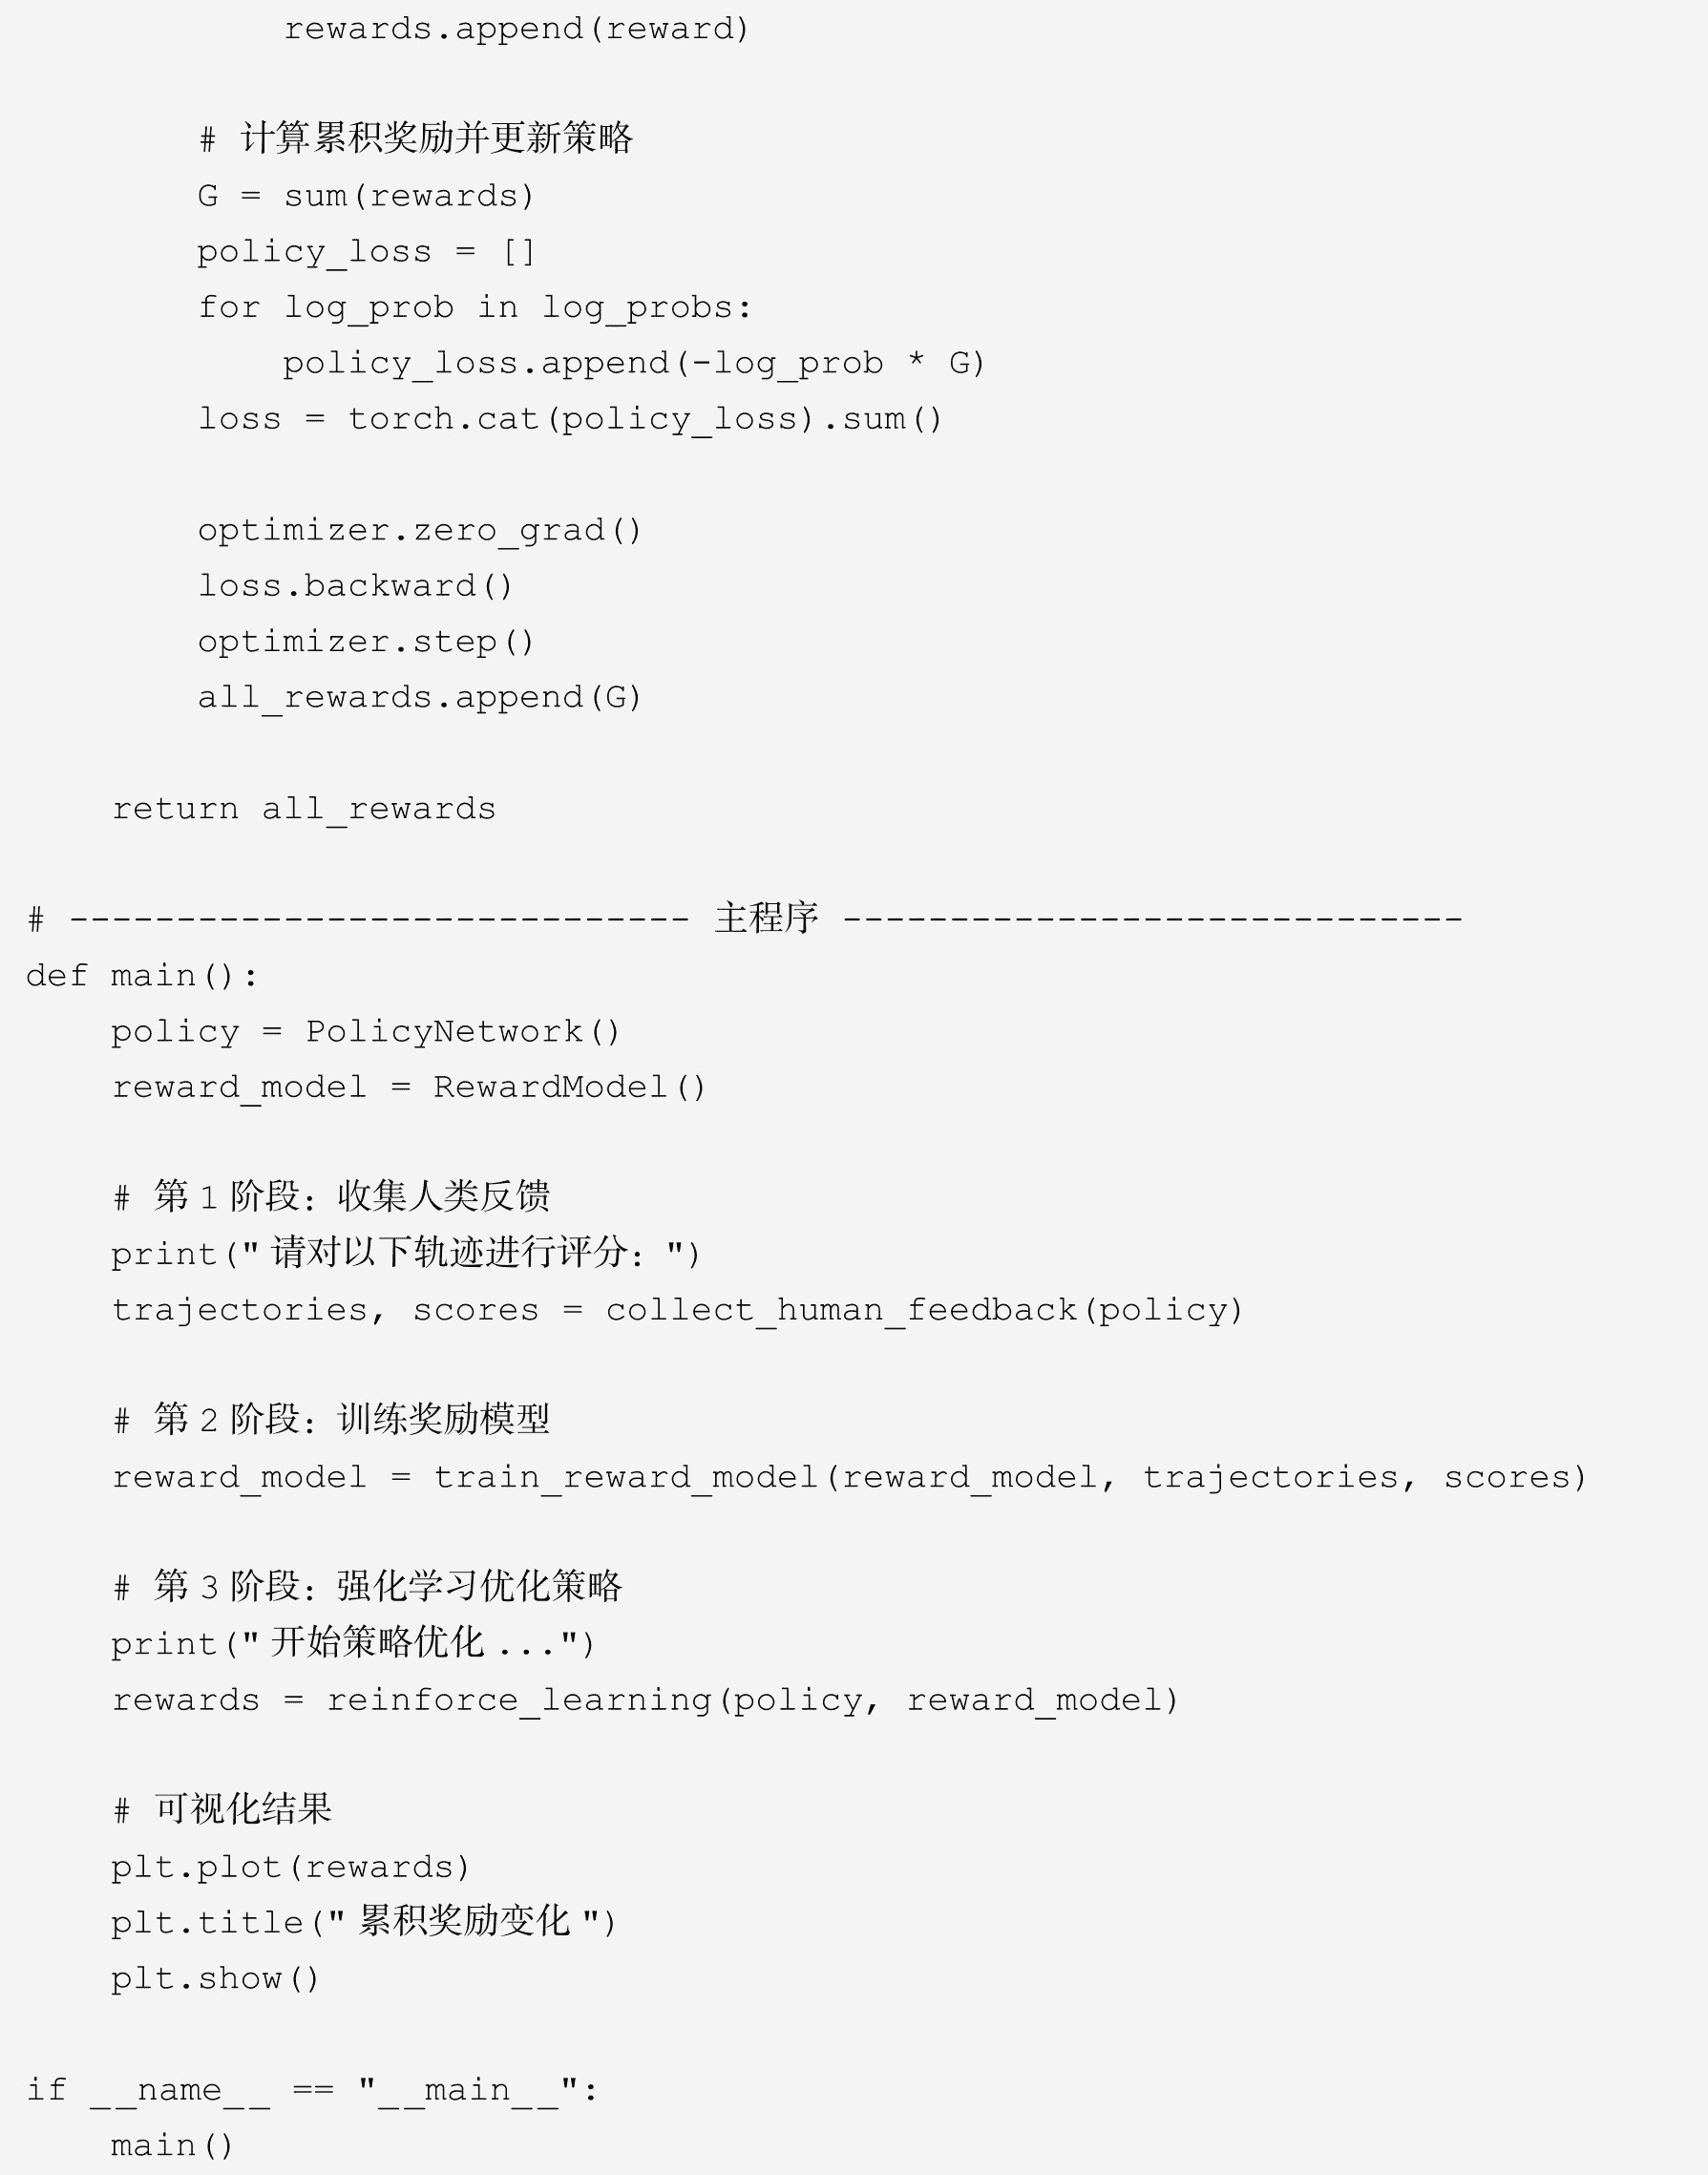 rewards.append(reward)

        # 计算累积奖励并更新策略
        G = sum(rewards)
        policy_loss = []
        for log_prob in log_probs:
            policy_loss.append(-log_prob * G)
        loss = torch.cat(policy_loss).sum()

        optimizer.zero_grad()
        loss.backward()
        optimizer.step()
        all_rewards.append(G)

    return all_rewards

# ----------------------------- 主程序 -----------------------------
def main():
    policy = PolicyNetwork()
    reward_model = RewardModel()

    # 第 1 阶段：收集人类反馈
    print(" 请对以下轨迹进行评分：")
    trajectories, scores = collect_human_feedback(policy)

    # 第 2 阶段：训练奖励模型
    reward_model = train_reward_model(reward_model, trajectories, scores)

    # 第 3 阶段：强化学习优化策略
    print(" 开始策略优化 ...")
    rewards = reinforce_learning(policy, reward_model)

    # 可视化结果
    plt.plot(rewards)
    plt.title(" 累积奖励变化 ")
    plt.show()

if __name__ == "__main__":
    main()